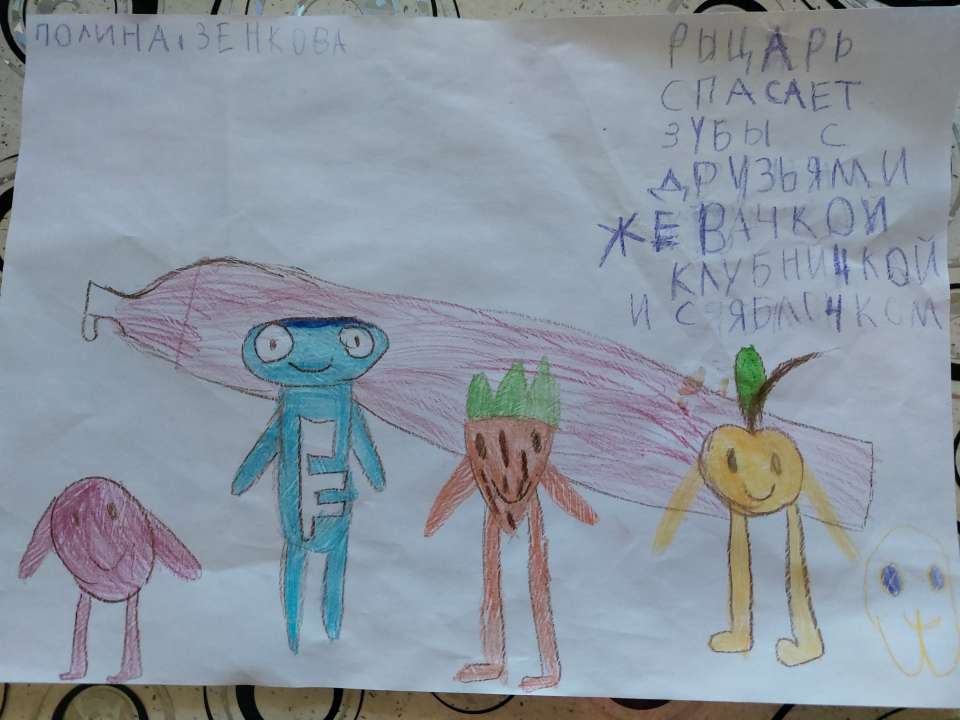 ПОЛИНА, ЗЕНКОВА
РЫЦАРЬ
СПАСАЕТ
ЗУБЫ С
ДРУЗЬЯМИ
ЖЕВАЧКОЙ
КЛУБНИЧКОЙ
И С ЯБЛОЧКОМ